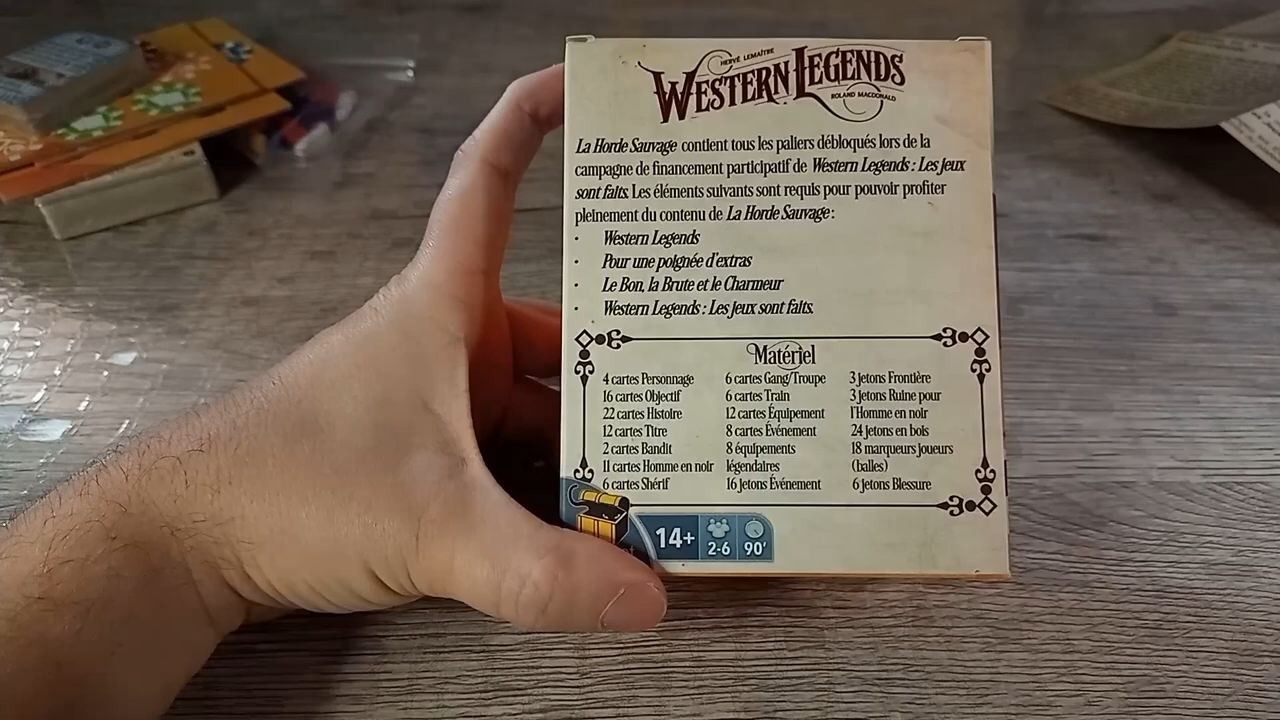 HERVÉ LEMAÎTRE
WESTERN LEGENDS
ROLAND MACDONALD
La Horde Sauvage contient tous les paliers débloqués lors de la
campagne de financement participatif de Western Legends : Les jeux
sont faits. Les éléments suivants sont requis pour pouvoir profiter
pleinement du contenu de La Horde Sauvage :
· Western Legends
· Pour une poignée d'extras
· Le Bon, la Brute et le Charmeur
· Western Legends : Les jeux sont faits.
Matériel
4 cartes Personnage
16 cartes Objectif
22 cartes Histoire
12 cartes Titre
2 cartes Bandit
11 cartes Homme en noir
6 cartes Shérif
6 cartes Gang/Troupe
6 cartes Train
12 cartes Équipement
8 cartes Événement
8 équipements
légendaires
16 jetons Événement
3 jetons Frontière
3 jetons Ruine pour
l'Homme en noir
24 jetons en bois
18 marqueurs joueurs
(balles)
6 jetons Blessure
14+
2-6
90'